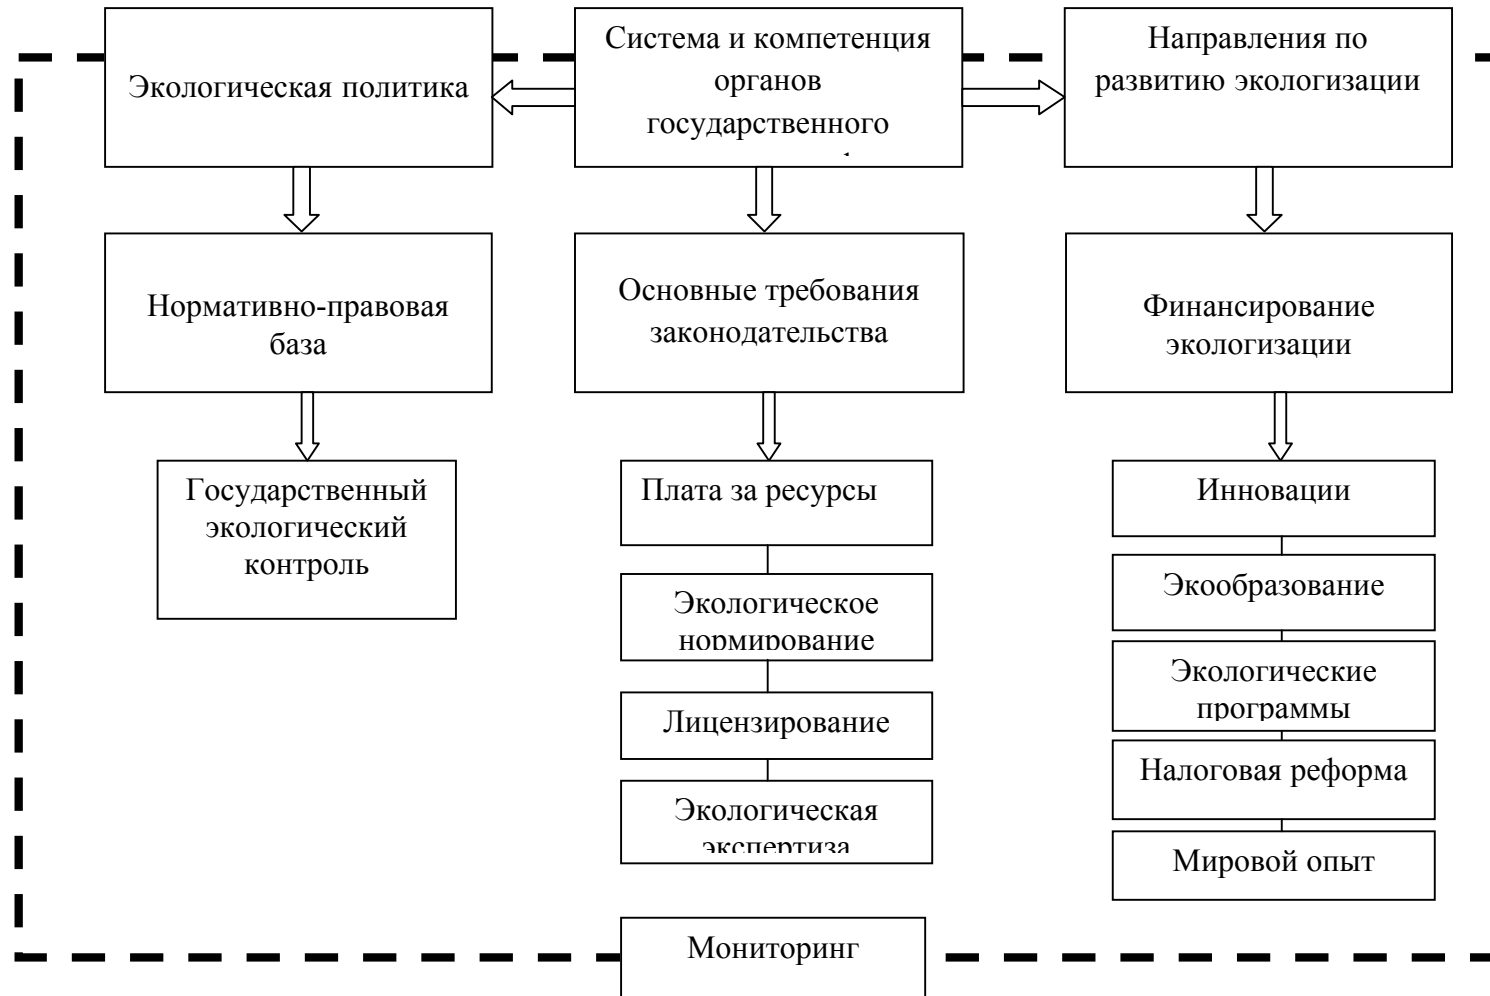 Экологическая политика
Система и компетенция
органов
государственного
Направления по
развитию экологизации
Нормативно-правовая
база
Основные требования
законодательства
Финансирование
экологизации
Государственный
экологический
контроль
Плата за ресурсы
Экологическое
нормирование
Лицензирование
Экологическая
экспертиза
Инновации
Экообразование
Экологические
программы
Налоговая реформа
Мировой опыт
Мониторинг